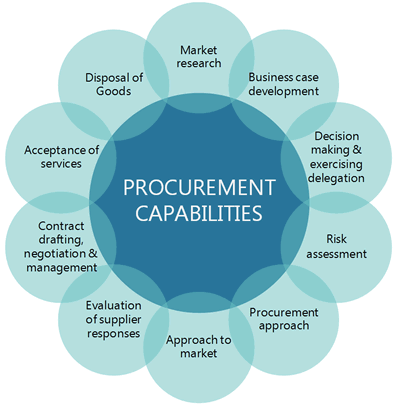 Market
research
Business case
development
Decision
making &
exercising
delegation
Risk
assessment
Procurement
approach
Approach to
market
Evaluation
of supplier
responses
Contract
drafting,
negotiation &
management
Acceptance of
services
Disposal of
Goods
PROCUREMENT
CAPABILITIES